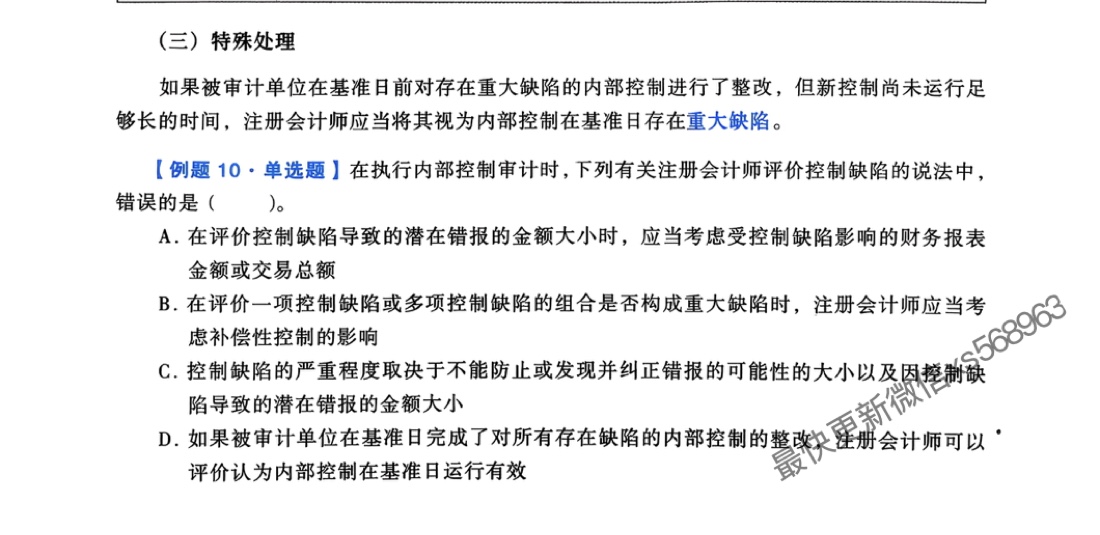 （三）特殊处理
如果被审计单位在基准日前对存在重大缺陷的内部控制进行了整改，但新控制尚未运行足
够长的时间，注册会计师应当将其视为内部控制在基准日存在重大缺陷。
【例题 10·单选题】在执行内部控制审计时，下列有关注册会计师评价控制缺陷的说法中，
错误的是（　　）。
A. 在评价控制缺陷导致的潜在错报的金额大小时，应当考虑受控制缺陷影响的财务报表
金额或交易总额
B. 在评价一项控制缺陷或多项控制缺陷的组合是否构成重大缺陷时，注册会计师应当考
虑补偿性控制的影响
C. 控制缺陷的严重程度取决于不能防止或发现并纠正错报的可能性的大小以及因控制缺
陷导致的潜在错报的金额大小
D. 如果被审计单位在基准日完成了对所有存在缺陷的内部控制的整改，注册会计师可以
评价认为内部控制在基准日运行有效
最快更新微信xs568963